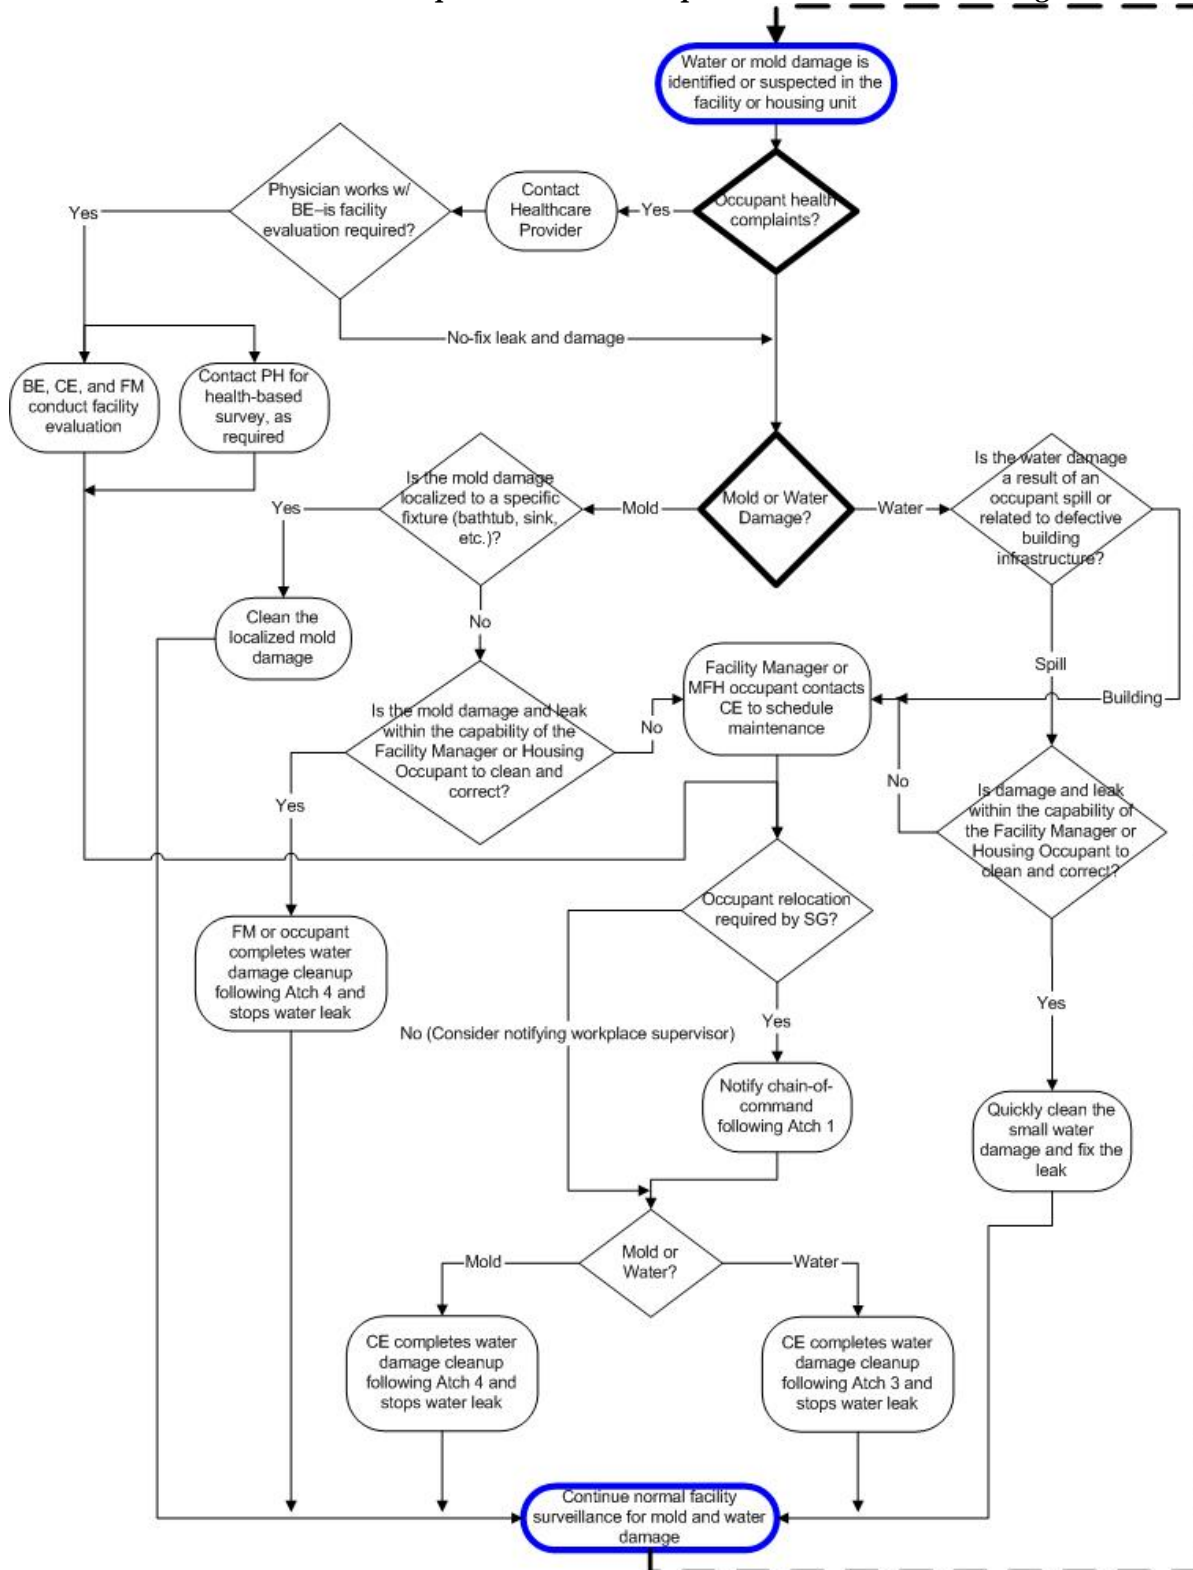 Water or mold damage is
identified or suspected in the
facility or housing unit
Occupant health
complaints?
Yes
Contact
Healthcare
Provider
Physician works w/
BE–is facility
evaluation required?
Yes
No-fix leak and damage
BE, CE, and FM
conduct facility
evaluation
Contact PH for
health-based
survey, as
required
Mold or Water
Damage?
Mold
Water
Is the mold damage
localized to a specific
fixture (bathtub, sink,
etc.)?
Yes
No
Clean the
localized mold
damage
Is the water damage
a result of an
occupant spill or
related to defective
building
infrastructure?
Spill
Building
Facility Manager or
MFH occupant contacts
CE to schedule
maintenance
Is the mold damage and leak
within the capability of the
Facility Manager or Housing
Occupant to clean and
correct?
No
Yes
No
Is damage and leak
within the capability of
the Facility Manager or
Housing Occupant to
clean and correct?
Yes
Occupant relocation
required by SG?
FM or occupant
completes water
damage cleanup
following Atch 4 and
stops water leak
No (Consider notifying workplace supervisor)
Yes
Notify chain-of-
command
following Atch 1
Quickly clean the
small water
damage and fix the
leak
Mold or
Water?
Mold
Water
CE completes water
damage cleanup
following Atch 4 and
stops water leak
CE completes water
damage cleanup
following Atch 3 and
stops water leak
Continue normal facility
surveillance for mold and water
damage